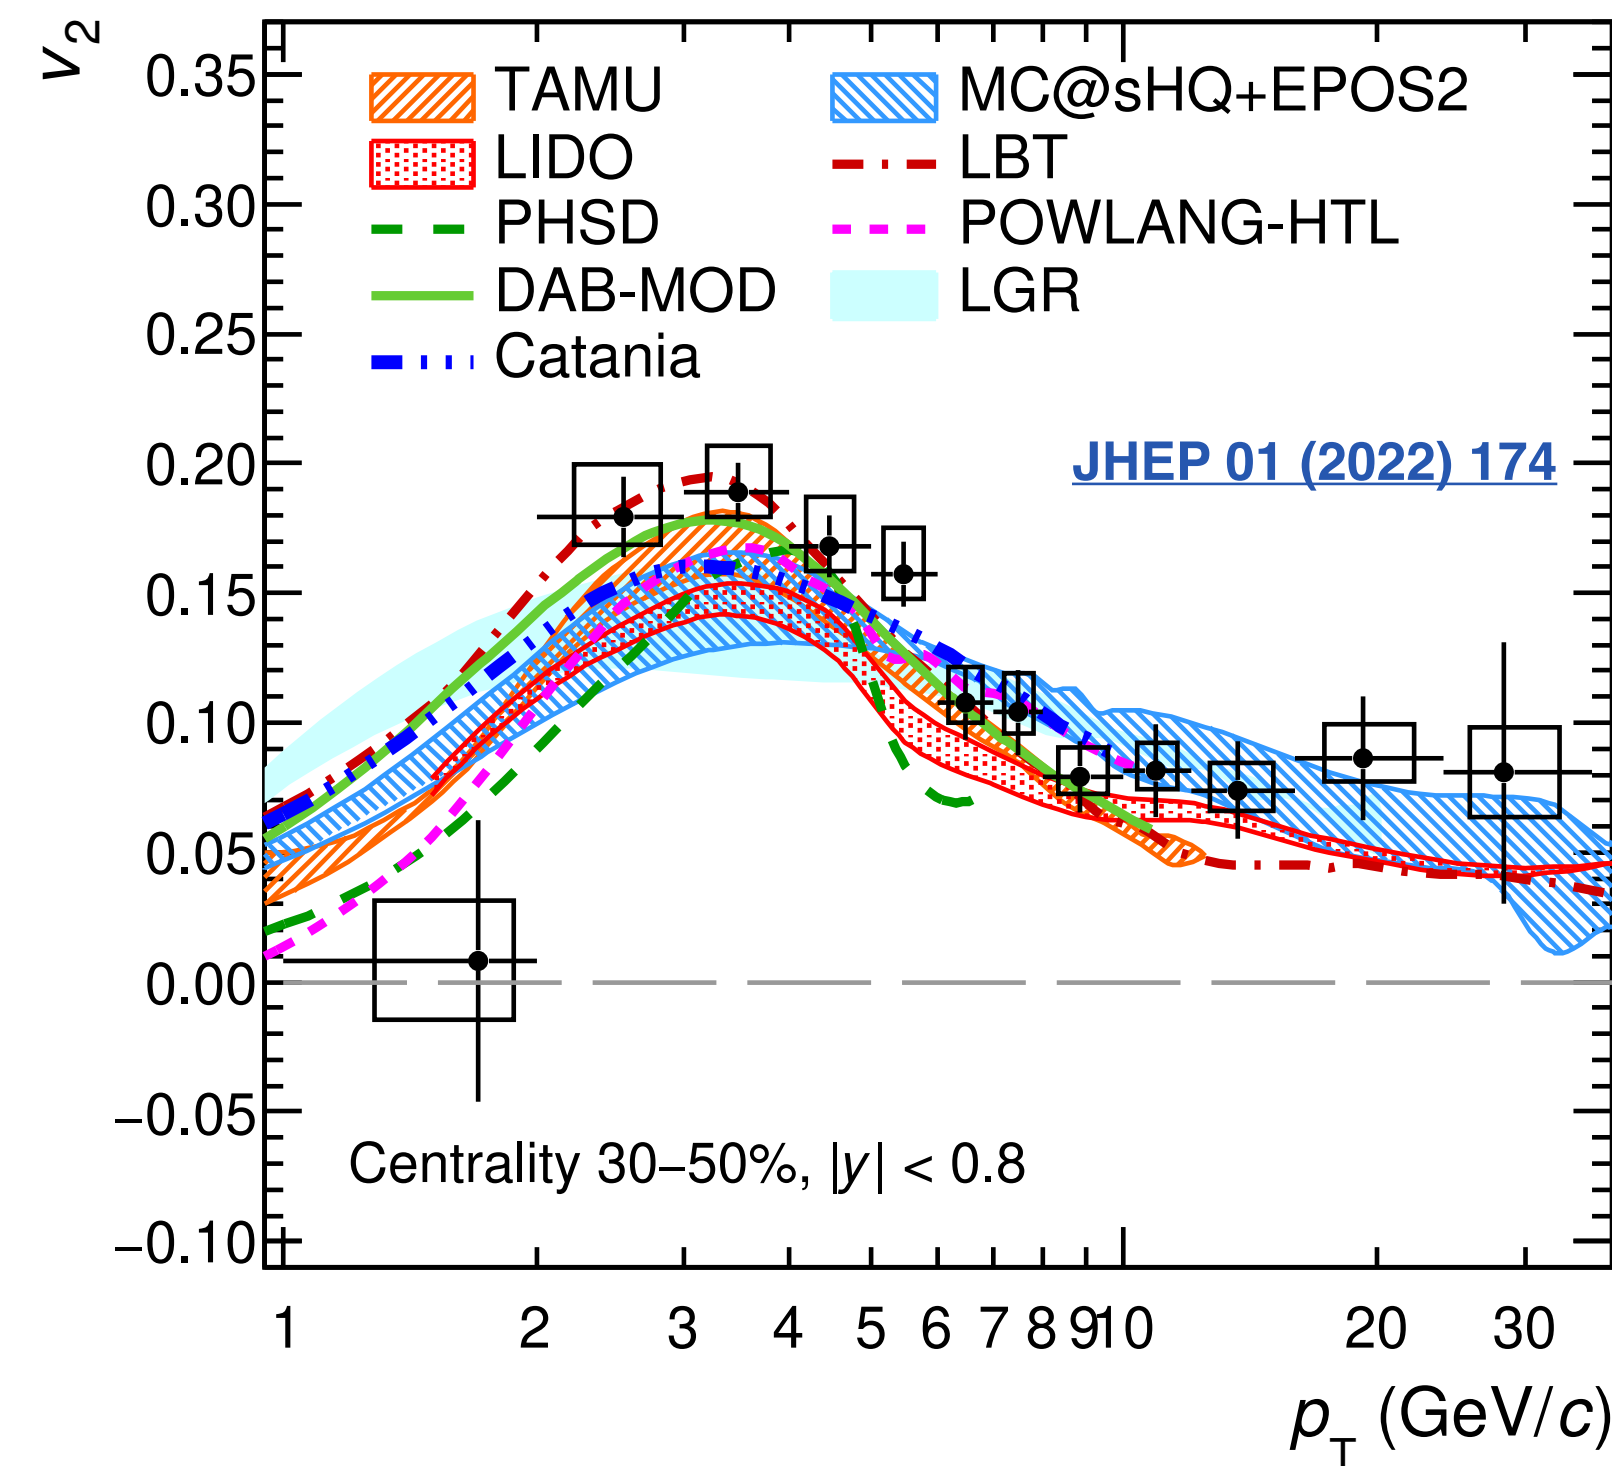 v2
0.35
0.30
0.25
0.20
0.15
0.10
0.05
0.00
−0.05
−0.10
TAMU
LIDO
PHSD
DAB-MOD
Catania
MC@sHQ+EPOS2
LBT
POWLANG-HTL
LGR
JHEP 01 (2022) 174
Centrality 30–50%, |y| < 0.8
1 2 3 4 5 6 7 8 9 10 20 30
pT (GeV/c)